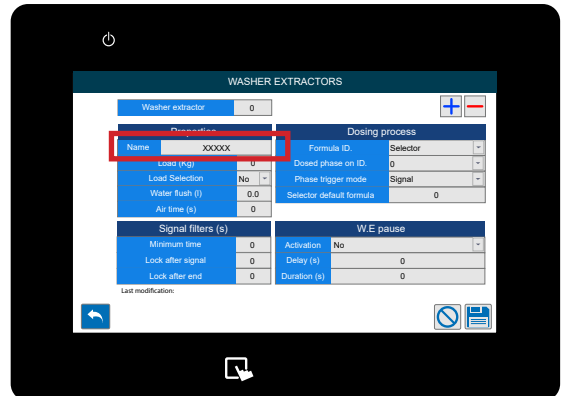 WASHER EXTRACTORS
Washer extractor 0
Properties Dosing process
Name XXXXX Formula ID. Selector
Load (Kg) 0 Dosed phase on ID. 0
Load Selection No Phase trigger mode Signal
Water flush (l) 0.0 Selector default formula 0
Air time (s) 0
Signal filters (s) W.E pause
Minimum time 0 Activation No
Lock after signal 0 Delay (s) 0
Lock after end 0 Duration (s) 0
Last modification: